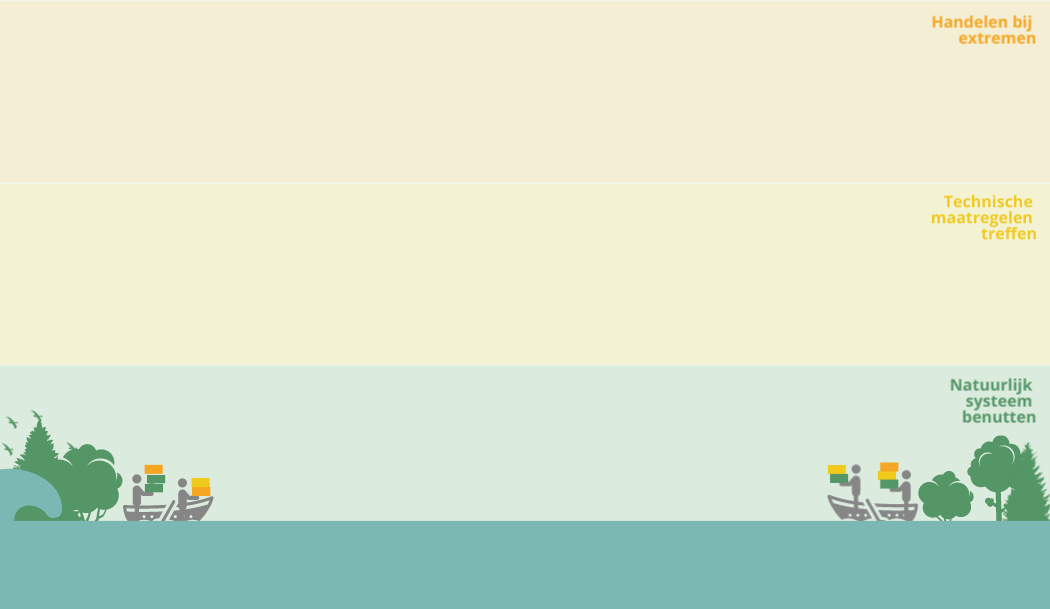 Handelen bij
extremen
Technische
maatregelen
treffen
Natuurlijk
systeem
benutten